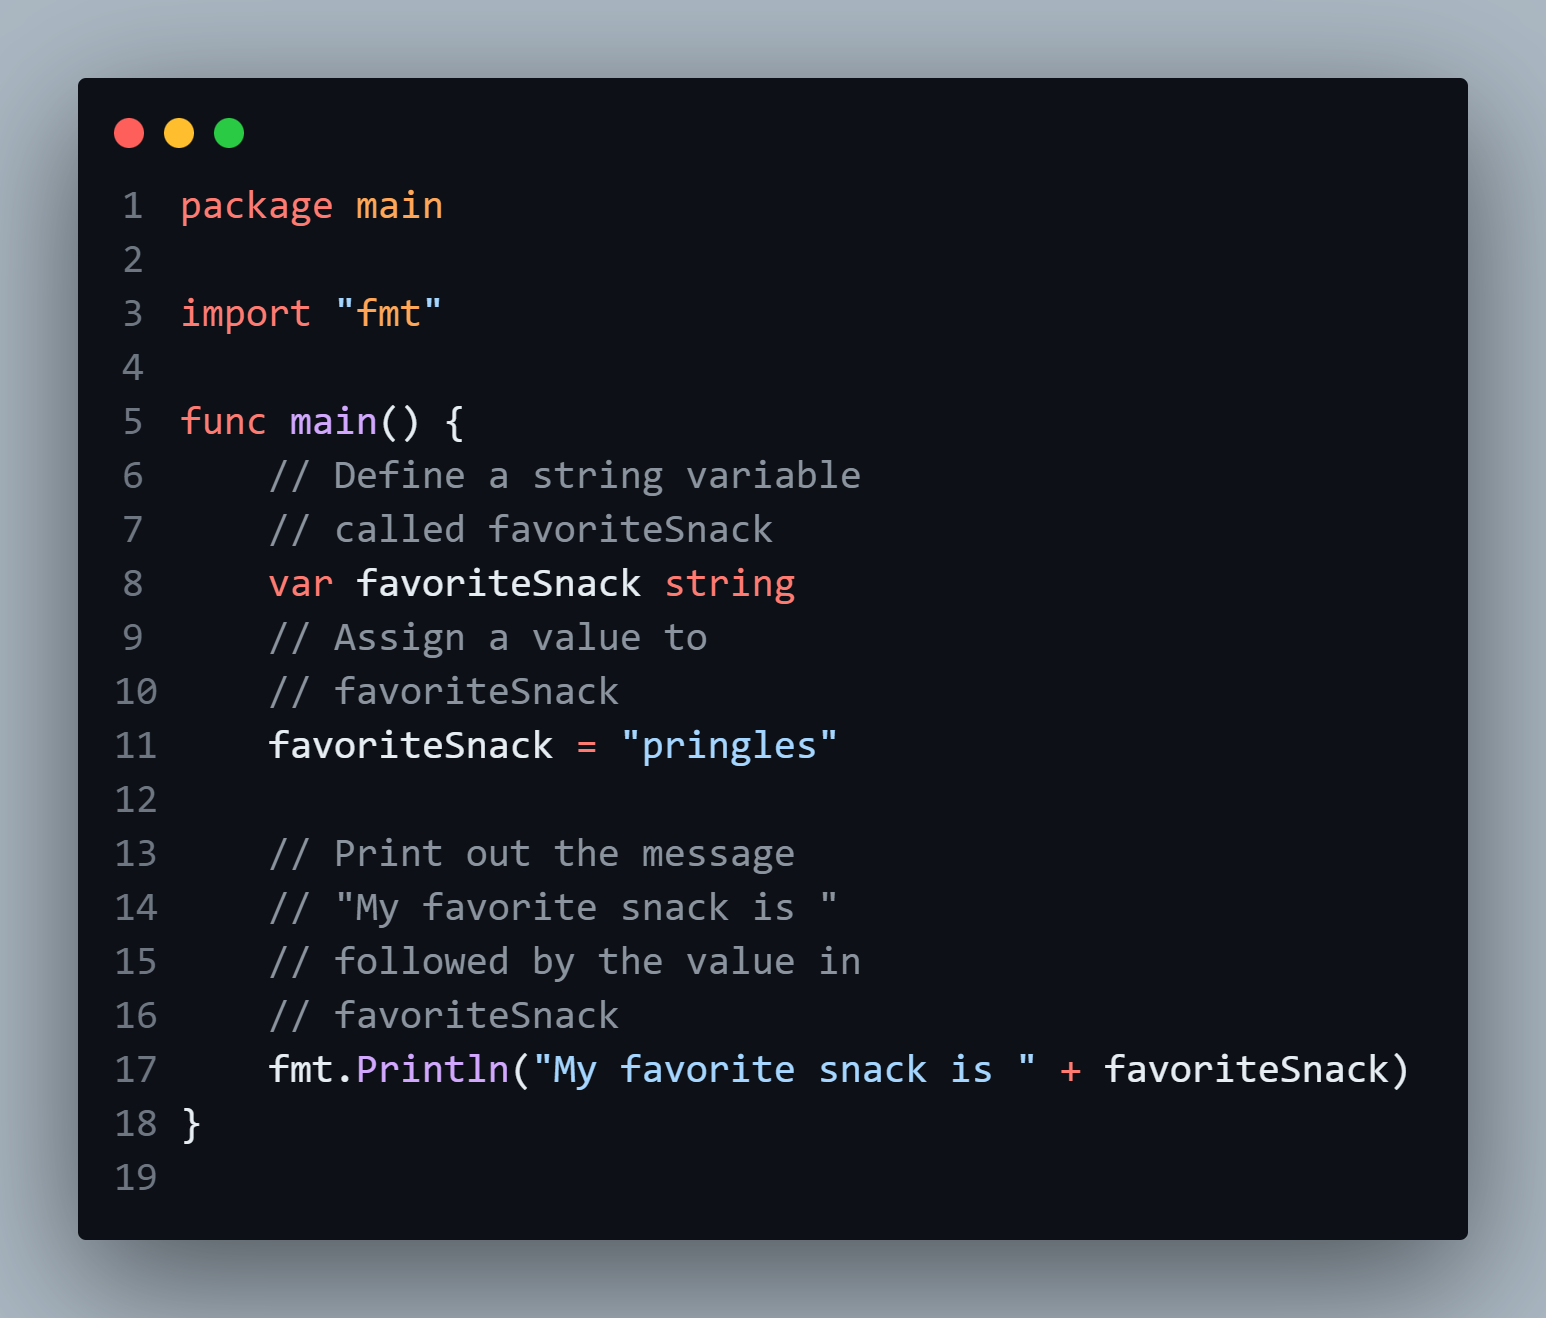 1 package main
2
3 import "fmt"
4
5 func main() {
6     // Define a string variable
7     // called favoriteSnack
8     var favoriteSnack string
9     // Assign a value to
10     // favoriteSnack
11     favoriteSnack = "pringles"
12
13     // Print out the message
14     // "My favorite snack is "
15     // followed by the value in
16     // favoriteSnack
17     fmt.Println("My favorite snack is " + favoriteSnack)
18 }
19